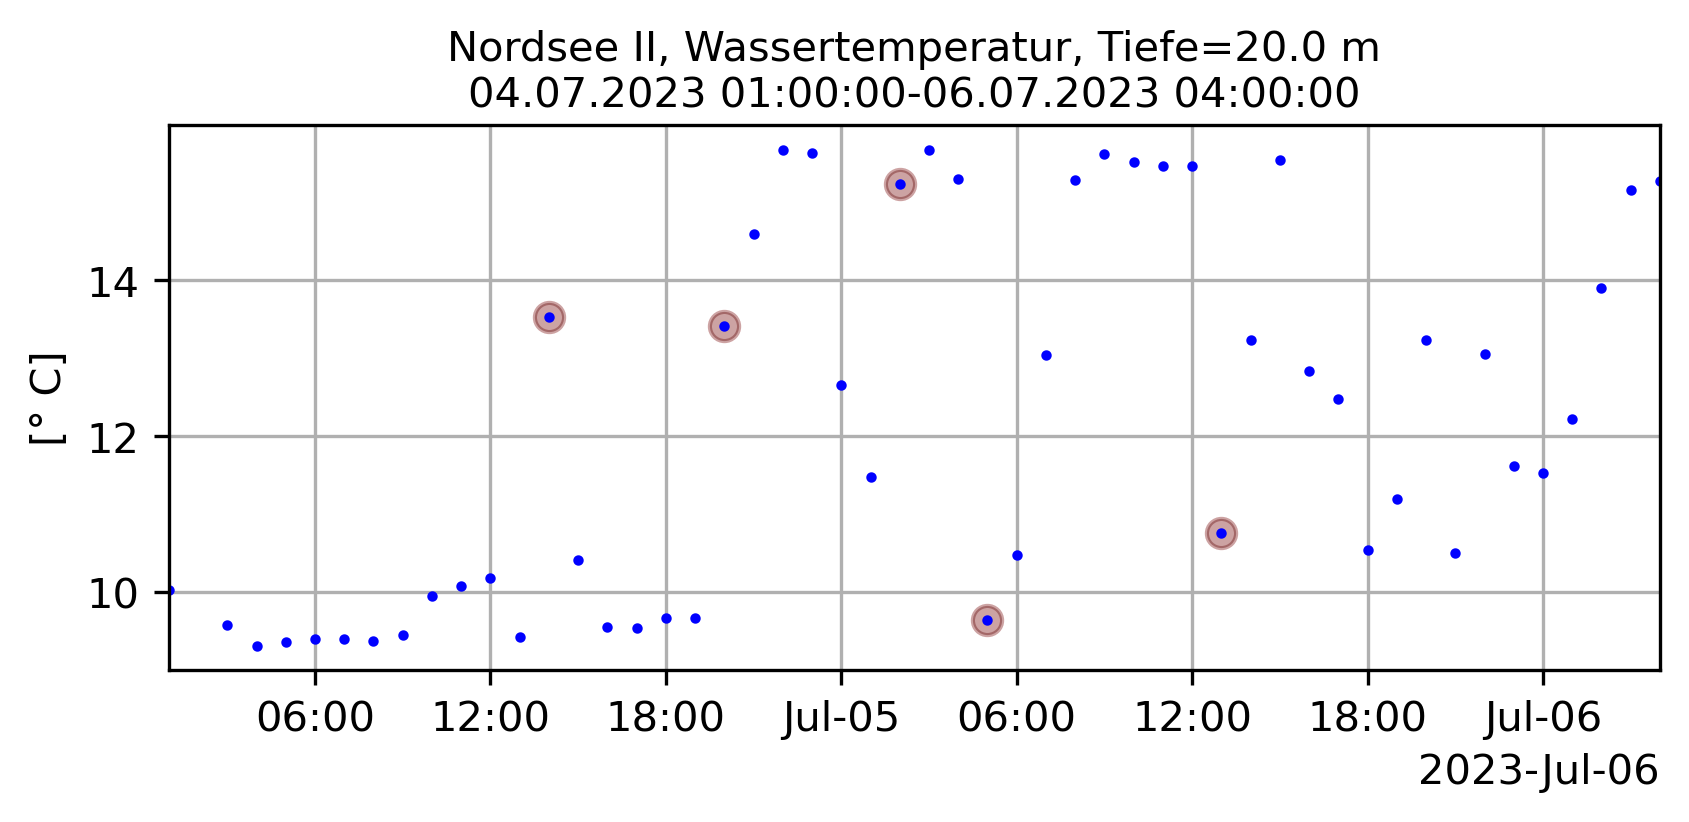 Nordsee II, Wassertemperatur, Tiefe=20.0 m
04.07.2023 01:00:00-06.07.2023 04:00:00
[° C]
14
12
10
06:00 12:00 18:00 Jul-05 06:00 12:00 18:00 Jul-06
2023-Jul-06